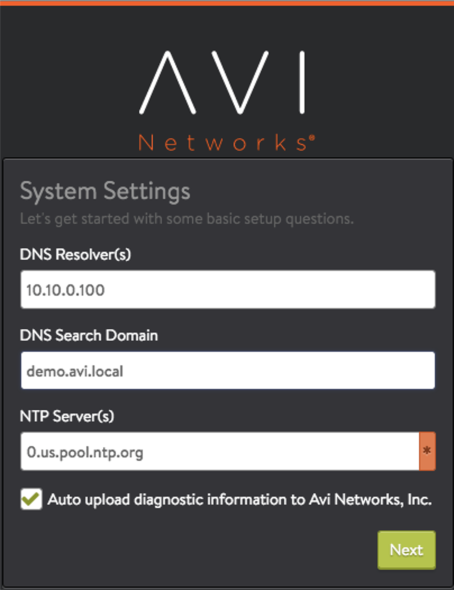 AVI
Networks®
System Settings
Let's get started with some basic setup questions.
DNS Resolver(s)
10.10.0.100
DNS Search Domain
demo.avi.local
NTP Server(s)
0.us.pool.ntp.org *
Auto upload diagnostic information to Avi Networks, Inc.
Next